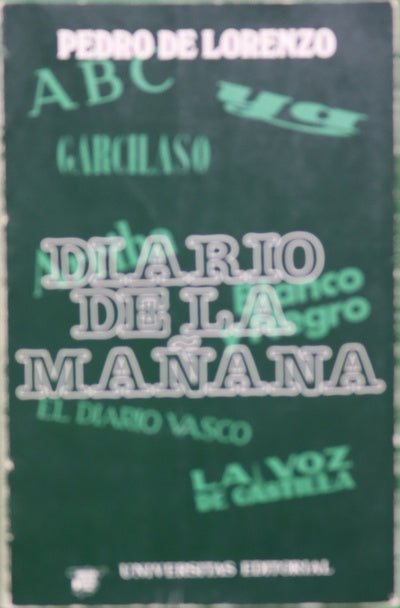 PEDRO DE LORENZO
ABC
ya
GARCILASO
DIARIO
DE LA
Blanco
y Negro
MAÑANA
EL DIARIO VASCO
LA VOZ
DE CASTILLA
UNIVERSITAS EDITORIAL